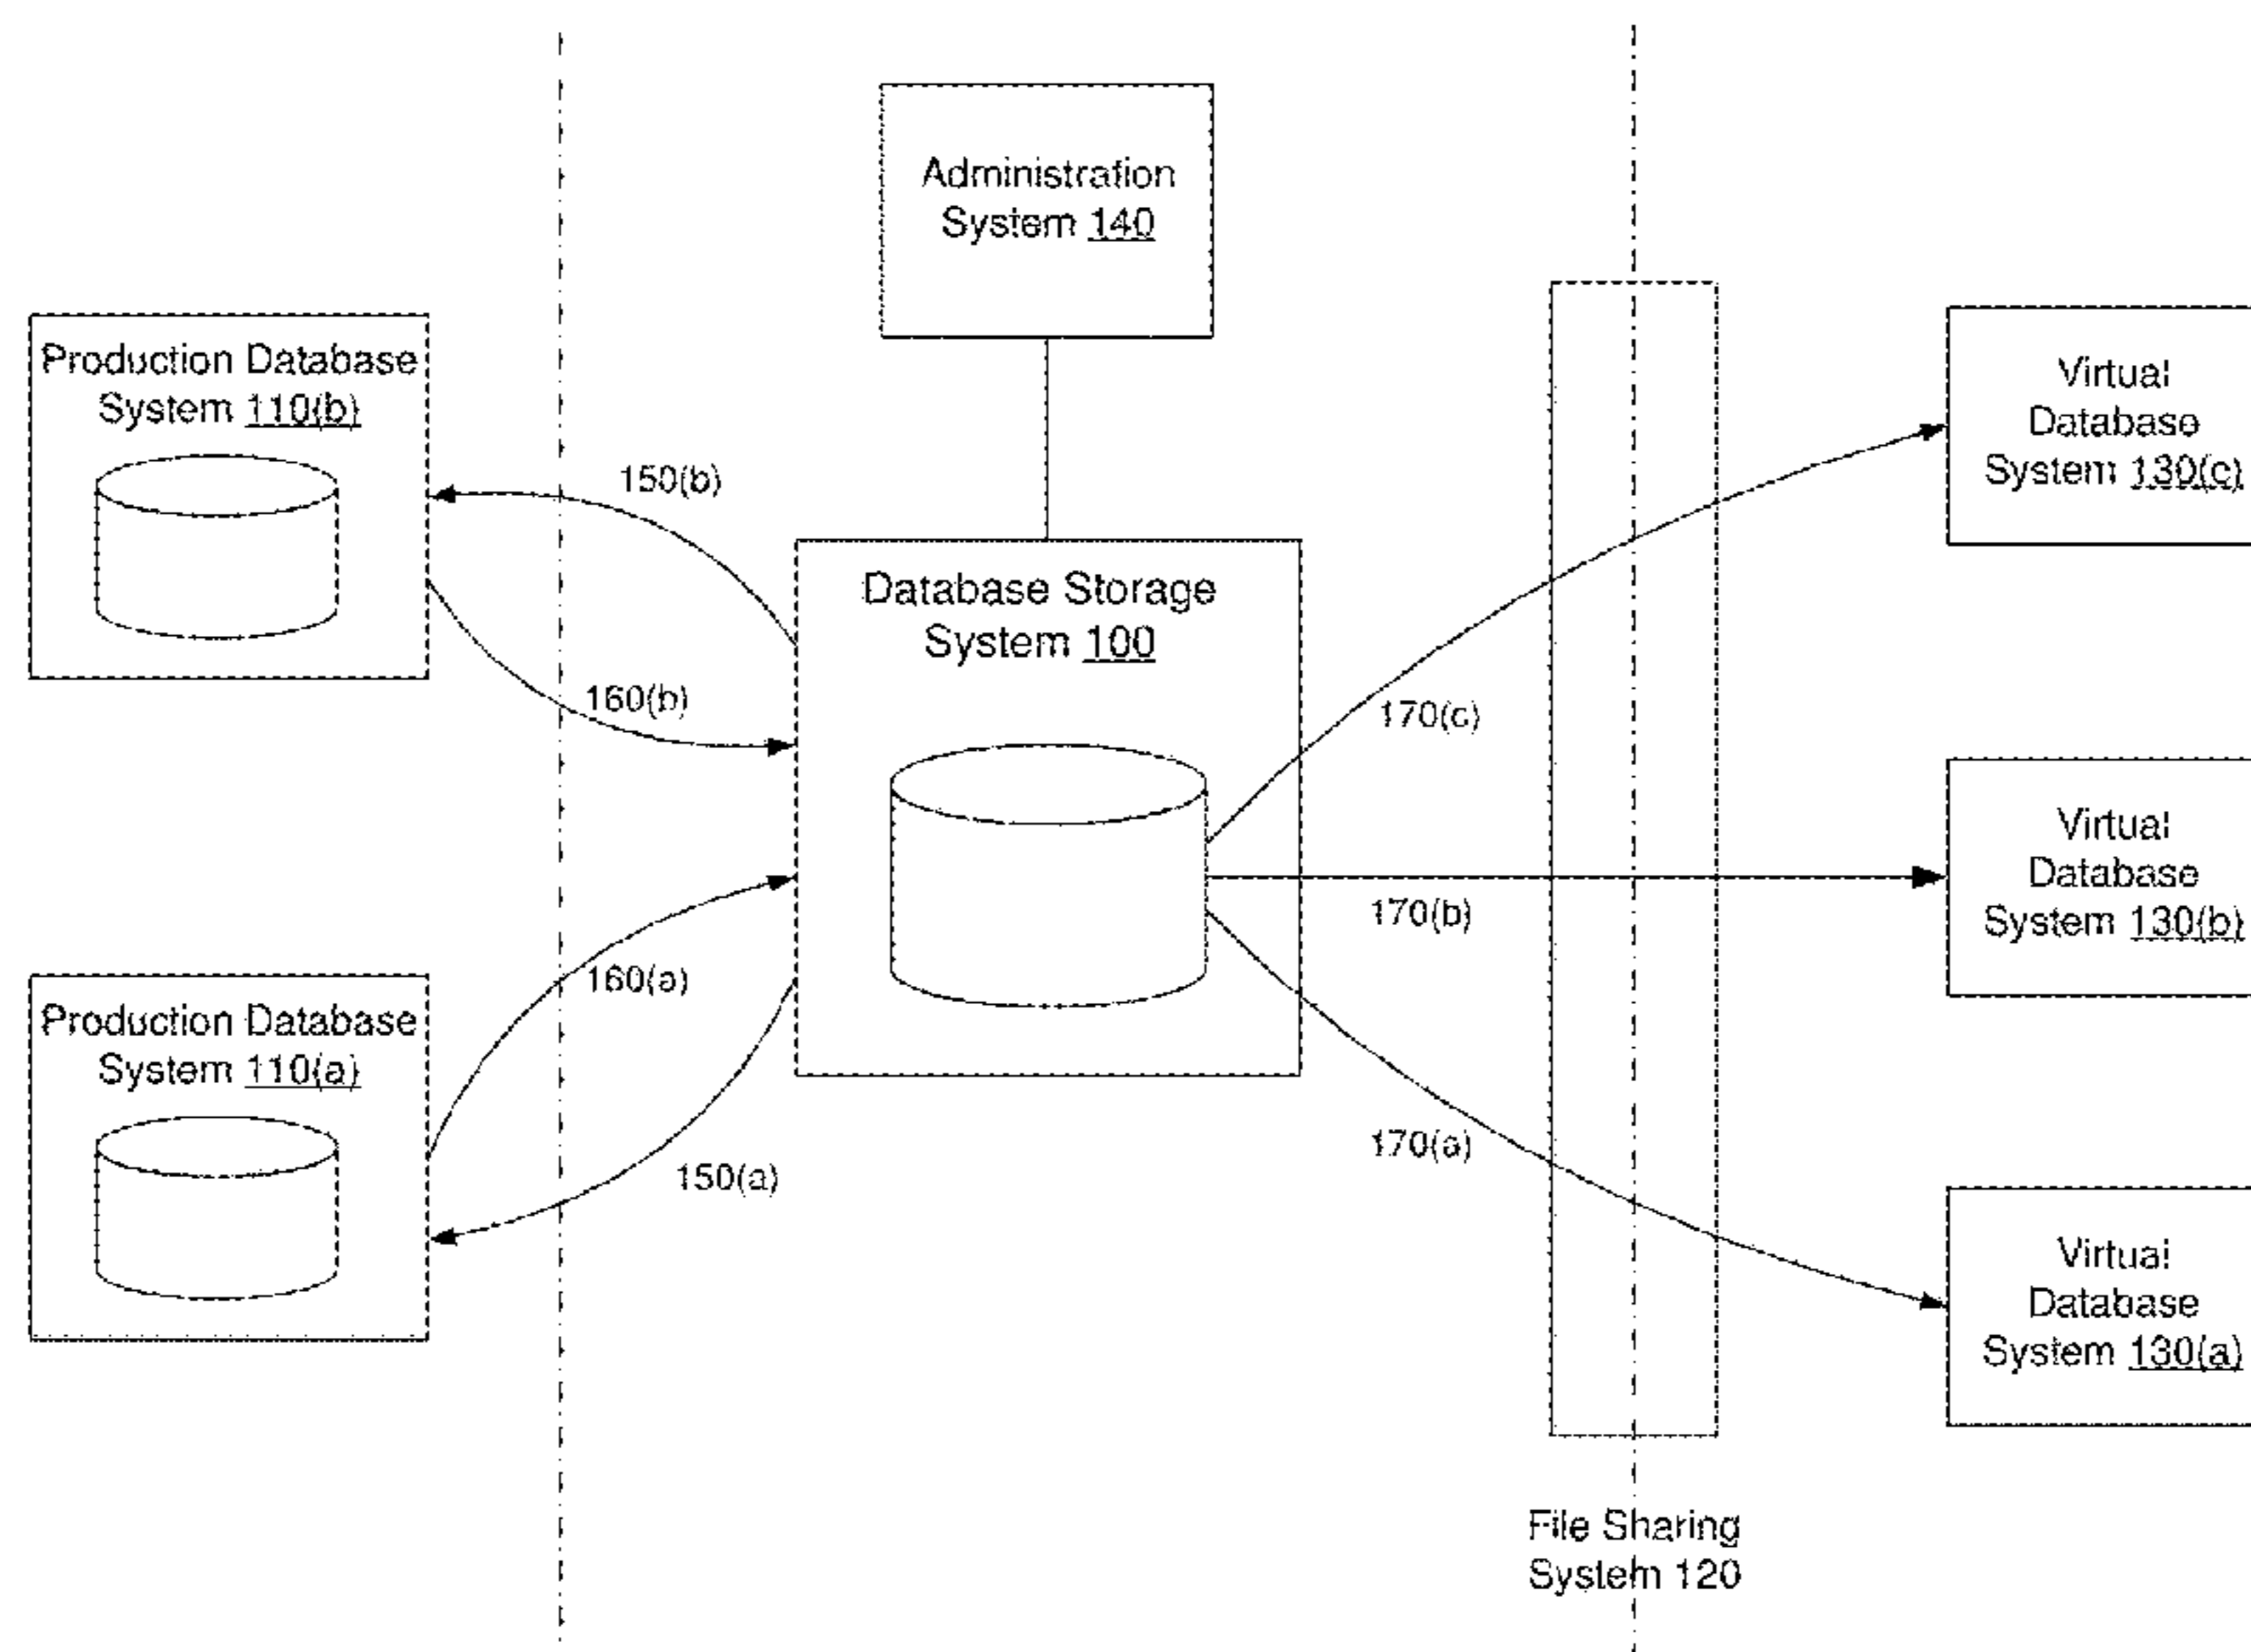 Administration
System 140
Production Database
System 110(b)
150(b)
160(b)
Database Storage
System 100
170(c)
Virtual
Database
System 130(c)
170(b)
Virtual
Database
System 130(b)
Production Database
System 110(a)
160(a)
150(a)
170(a)
Virtual
Database
System 130(a)
File Sharing
System 120